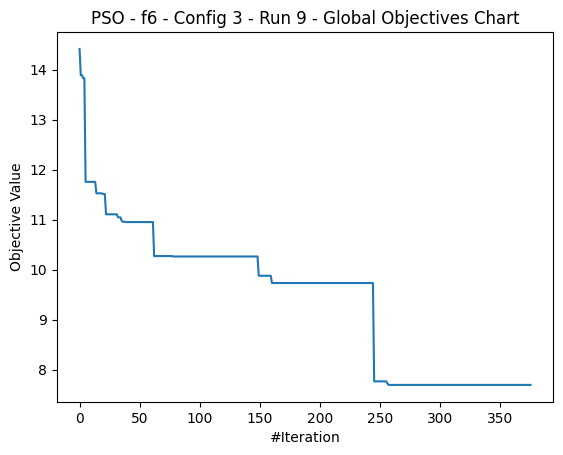 PSO - f6 - Config 3 - Run 9 - Global Objectives Chart
14
13
12
11
10
9
8
Objective Value
0 50 100 150 200 250 300 350
#Iteration